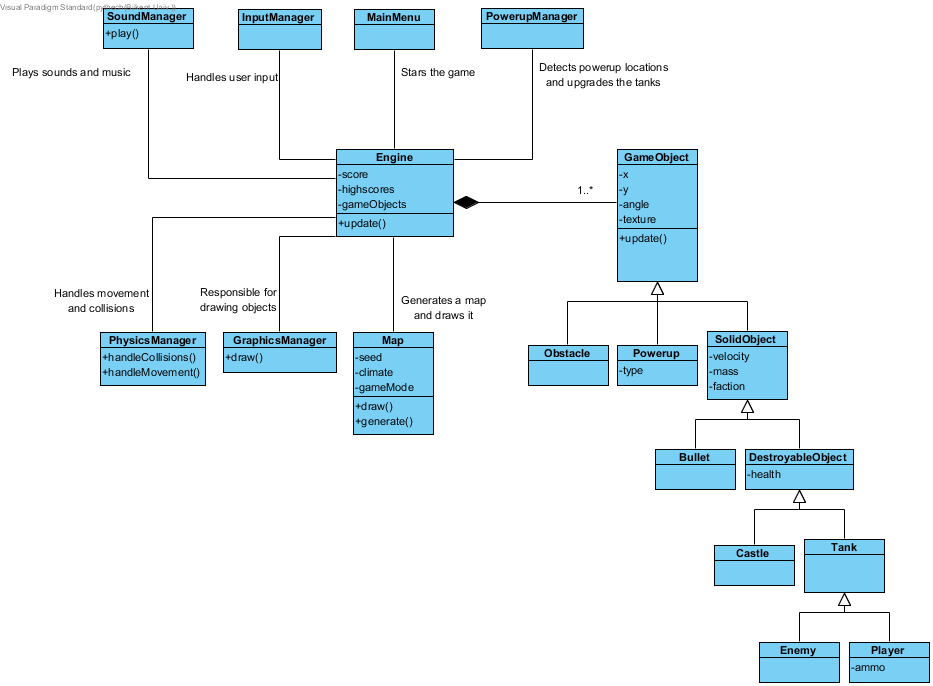 Visual Paradigm Standard
SoundManager
+play()
InputManager
MainMenu
PowerupManager
Plays sounds and music
Handles user input
Stars the game
Detects powerup locations
and upgrades the tanks
Engine
-score
-highscores
-gameObjects
+update()
1..*
GameObject
-x
-y
-angle
-texture
+update()
Handles movement
and collisions
Responsible for
drawing objects
Generates a map
and draws it
PhysicsManager
+handleCollisions()
+handleMovement()
GraphicsManager
+draw()
Map
-seed
-climate
-gameMode
+draw()
+generate()
Obstacle
Powerup
-type
SolidObject
-velocity
-mass
-faction
Bullet
DestroyableObject
-health
Castle
Tank
Enemy
Player
-ammo